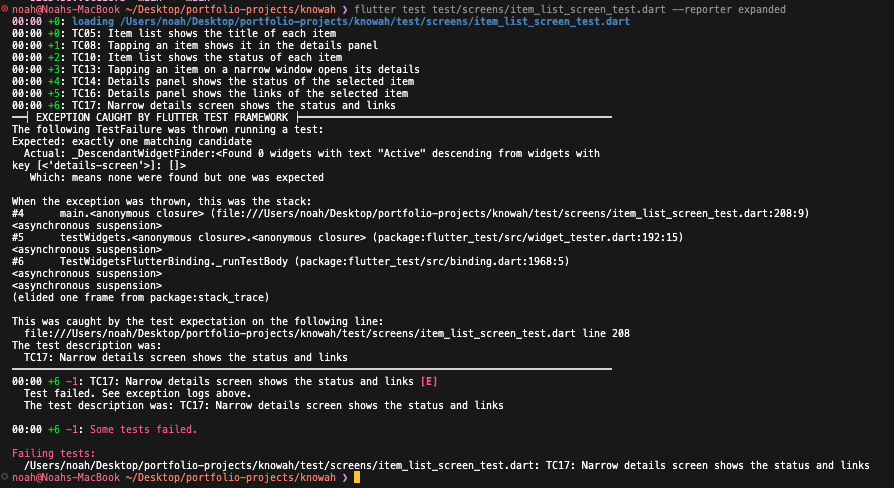 noah@Noahs-MacBook ~/Desktop/portfolio-projects/knowah ❯ flutter test test/screens/item_list_screen_test.dart --reporter expanded
00:00 +0: loading /Users/noah/Desktop/portfolio-projects/knowah/test/screens/item_list_screen_test.dart
00:00 +0: TC05: Item list shows the title of each item
00:00 +1: TC08: Tapping an item shows it in the details panel
00:00 +2: TC10: Item list shows the status of each item
00:00 +3: TC13: Tapping an item on a narrow window opens its details
00:00 +4: TC14: Details panel shows the status of the selected item
00:00 +5: TC16: Details panel shows the links of the selected item
00:00 +6: TC17: Narrow details screen shows the status and links
══╡ EXCEPTION CAUGHT BY FLUTTER TEST FRAMEWORK ╞════════════════════════════════════════════════════
The following TestFailure was thrown running a test:
Expected: exactly one matching candidate
  Actual: _DescendantWidgetFinder:<Found 0 widgets with text "Active" descending from widgets with
key [<'details-screen'>]: []>
   Which: means none were found but one was expected

When the exception was thrown, this was the stack:
#4      main.<anonymous closure> (file:///Users/noah/Desktop/portfolio-projects/knowah/test/screens/item_list_screen_test.dart:208:9)
<asynchronous suspension>
#5      testWidgets.<anonymous closure>.<anonymous closure> (package:flutter_test/src/widget_tester.dart:192:15)
<asynchronous suspension>
#6      TestWidgetsFlutterBinding._runTestBody (package:flutter_test/src/binding.dart:1968:5)
<asynchronous suspension>
<asynchronous suspension>
(elided one frame from package:stack_trace)

This was caught by the test expectation on the following line:
  file:///Users/noah/Desktop/portfolio-projects/knowah/test/screens/item_list_screen_test.dart line 208
The test description was:
  TC17: Narrow details screen shows the status and links
════════════════════════════════════════════════════════════════════════════════════════════════════
00:00 +6 -1: TC17: Narrow details screen shows the status and links [E]
  Test failed. See exception logs above.
  The test description was: TC17: Narrow details screen shows the status and links

00:00 +6 -1: Some tests failed.

Failing tests:
  /Users/noah/Desktop/portfolio-projects/knowah/test/screens/item_list_screen_test.dart: TC17: Narrow details screen shows the status and links
noah@Noahs-MacBook ~/Desktop/portfolio-projects/knowah ❯